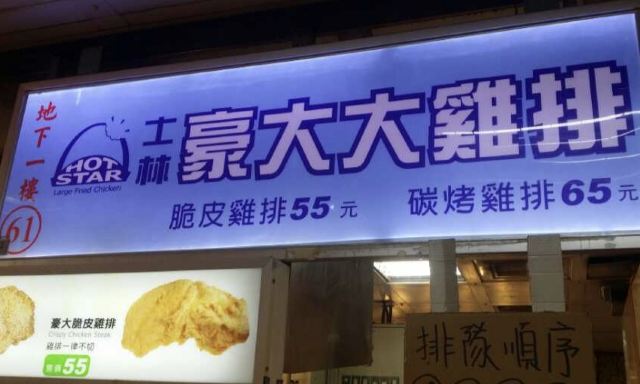 地下一樓
61
HOT
STAR
Large Fried Chicken
士林
豪大大雞排
脆皮雞排55元
碳烤雞排65元
豪大脆皮雞排
Crispy Chicken Steak
雞排一律不切
55
排隊順序